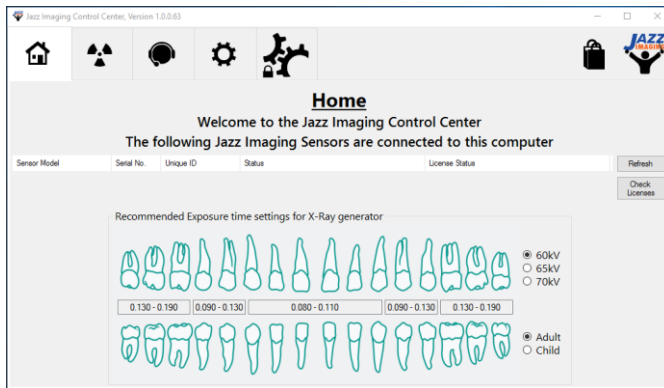 Jazz Imaging Control Center, Version 1.0.0.63
JAZZ
IMAGING
Home
Welcome to the Jazz Imaging Control Center
The following Jazz Imaging Sensors are connected to this computer
Sensor Model Serial No. Unique ID Status License Status Refresh
Check
Licenses
Recommended Exposure time settings for X-Ray generator
60kV
65kV
70kV
0.130 - 0.190 0.090 - 0.130 0.080 - 0.110 0.090 - 0.130 0.130 - 0.190
Adult
Child